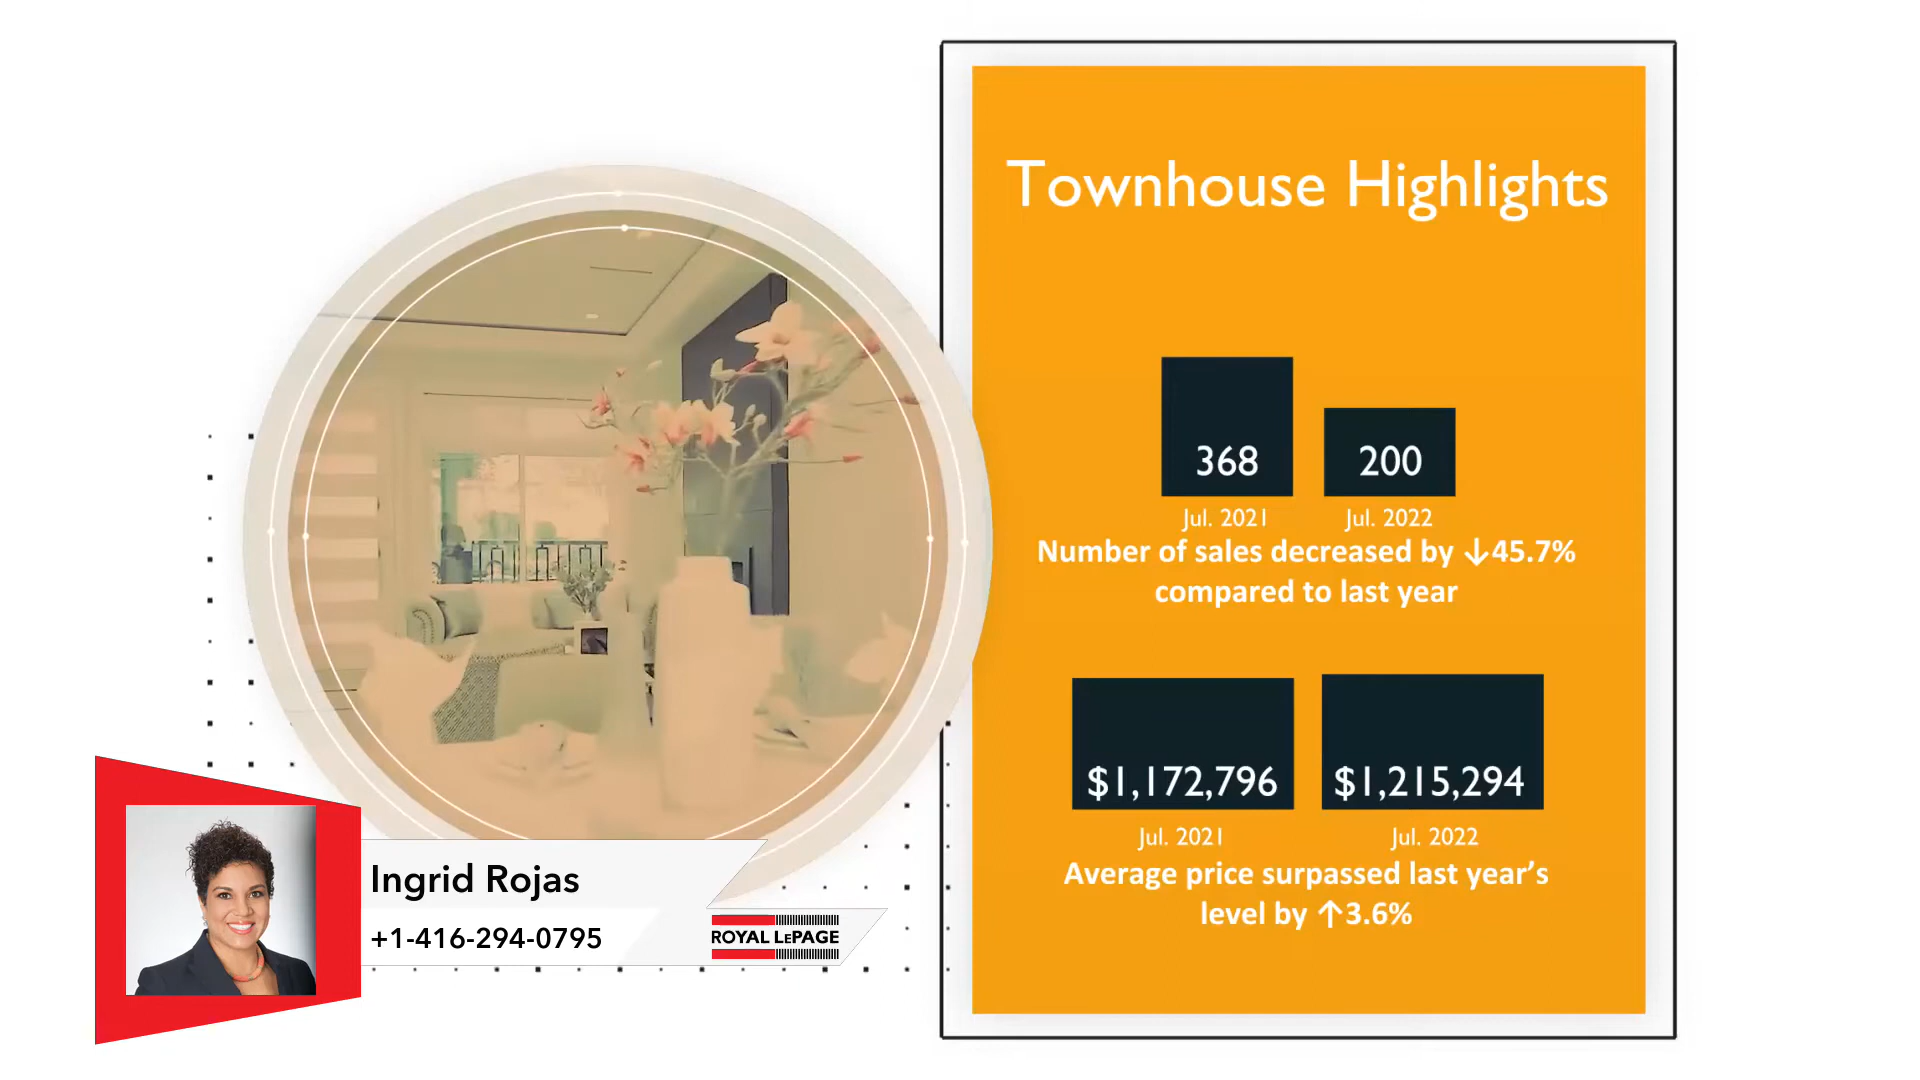 Townhouse Highlights
368
200
Jul. 2021
Jul. 2022
Number of sales decreased by ↓45.7%
compared to last year
$1,172,796
$1,215,294
Jul. 2021
Jul. 2022
Average price surpassed last year’s
level by ↑3.6%
Ingrid Rojas
+1-416-294-0795
ROYAL LEPAGE